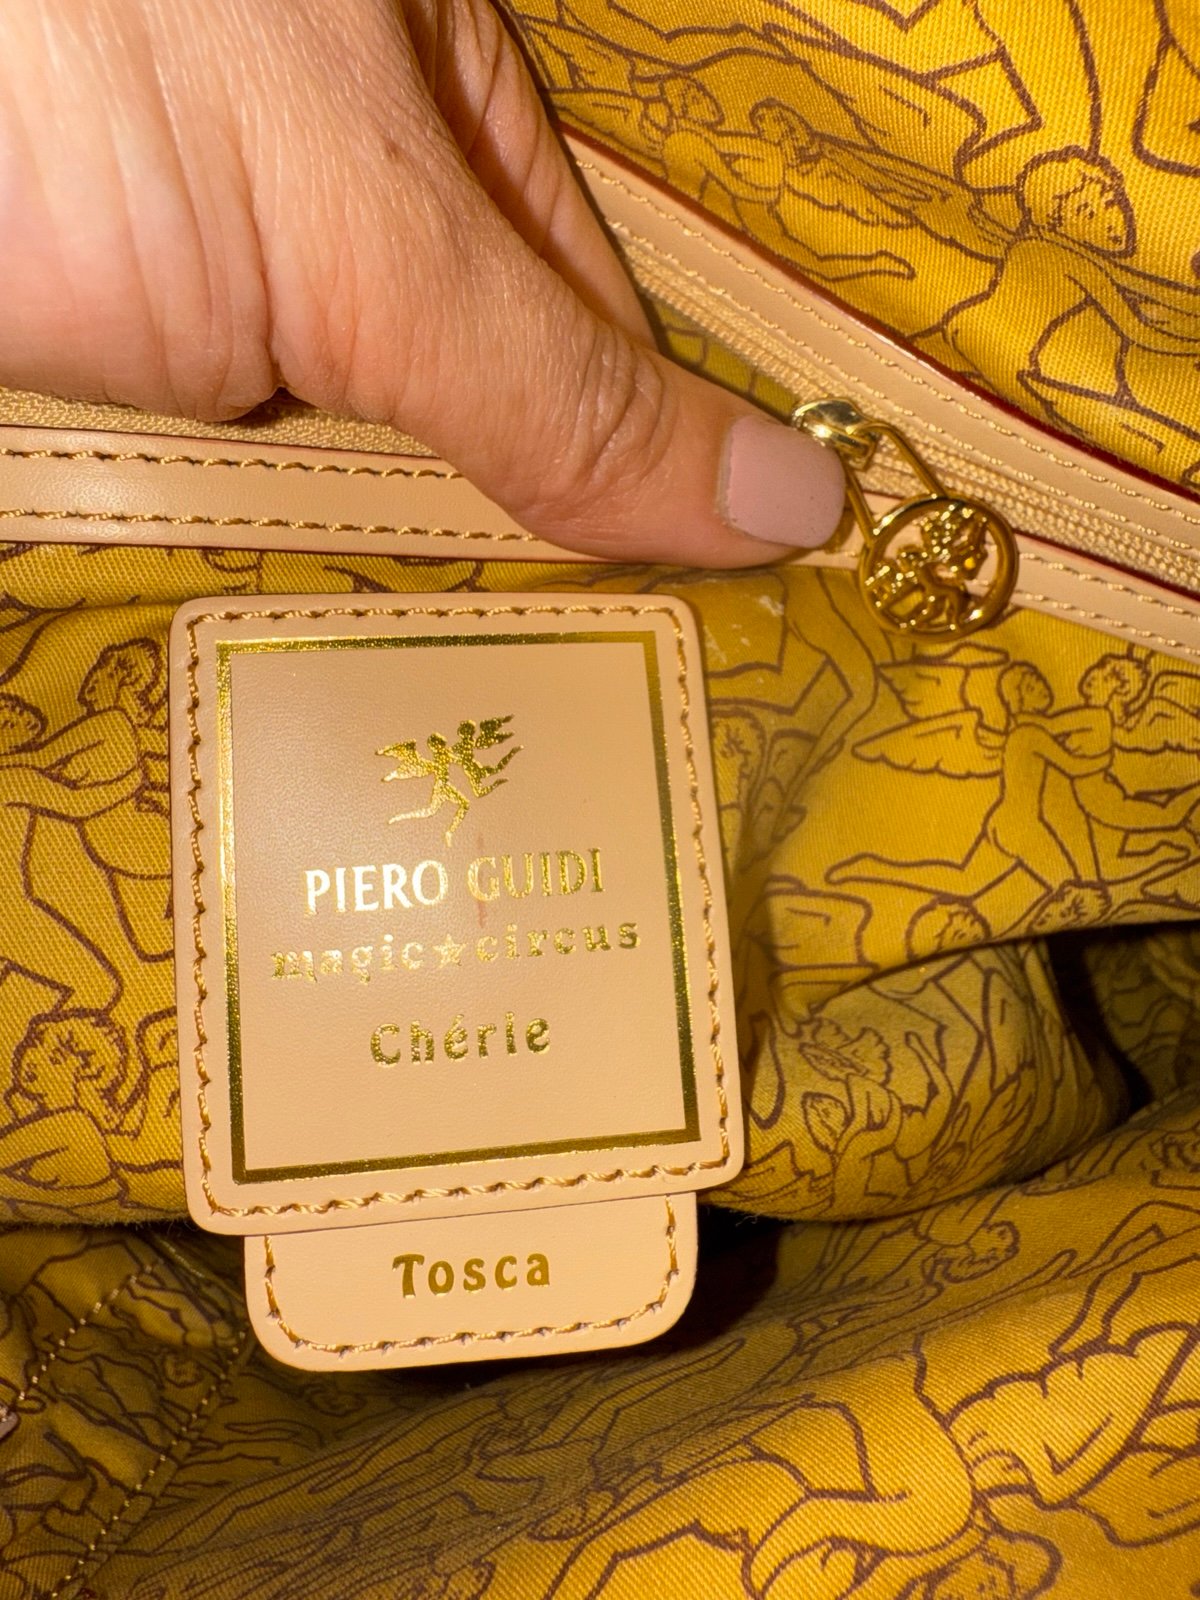 PIERO GUIDI
magic★circus
Chérie
Tosca